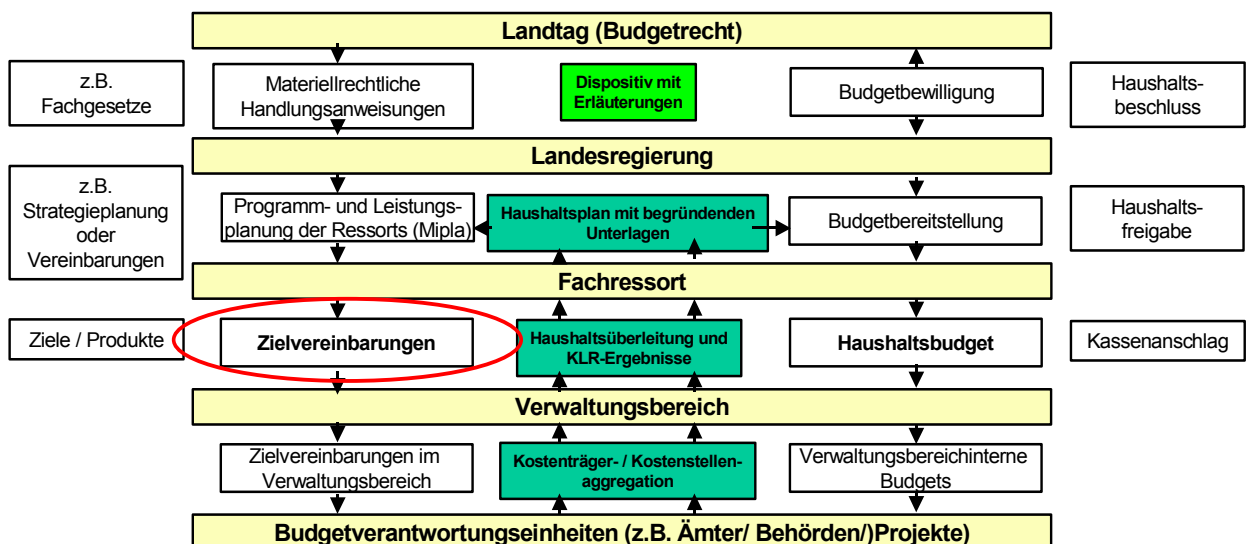 Landtag (Budgetrecht)
z.B.
Fachgesetze
Materiellrechtliche
Handlungsanweisungen
Dispositiv mit
Erläuterungen
Budgetbewilligung
Haushalts-
beschluss
Landesregierung
z.B.
Strategieplanung
oder
Vereinbarungen
Programm- und Leistungs-
planung der Ressorts (Mipla)
Haushaltsplan mit begründenden
Unterlagen
Budgetbereitstellung
Haushalts-
freigabe
Fachressort
Ziele / Produkte
Zielvereinbarungen
Haushaltsüberleitung und
KLR-Ergebnisse
Haushaltsbudget
Kassenanschlag
Verwaltungsbereich
Zielvereinbarungen im
Verwaltungsbereich
Kostenträger- / Kostenstellen-
aggregation
Verwaltungsbereichinterne
Budgets
Budgetverantwortungseinheiten (z.B. Ämter/ Behörden/)Projekte)